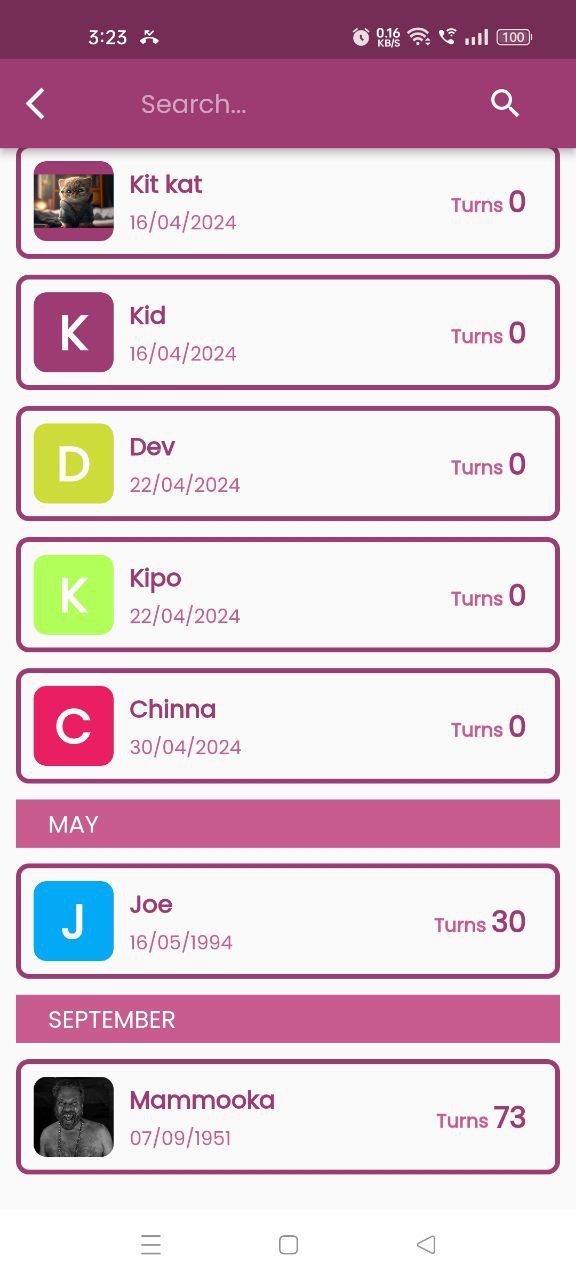 3:23
0.16
KB/S
100
Search...
Kit kat
16/04/2024
Turns 0
K
Kid
16/04/2024
Turns 0
D
Dev
22/04/2024
Turns 0
K
Kipo
22/04/2024
Turns 0
C
Chinna
30/04/2024
Turns 0
MAY
J
Joe
16/05/1994
Turns 30
SEPTEMBER
Mammooka
07/09/1951
Turns 73